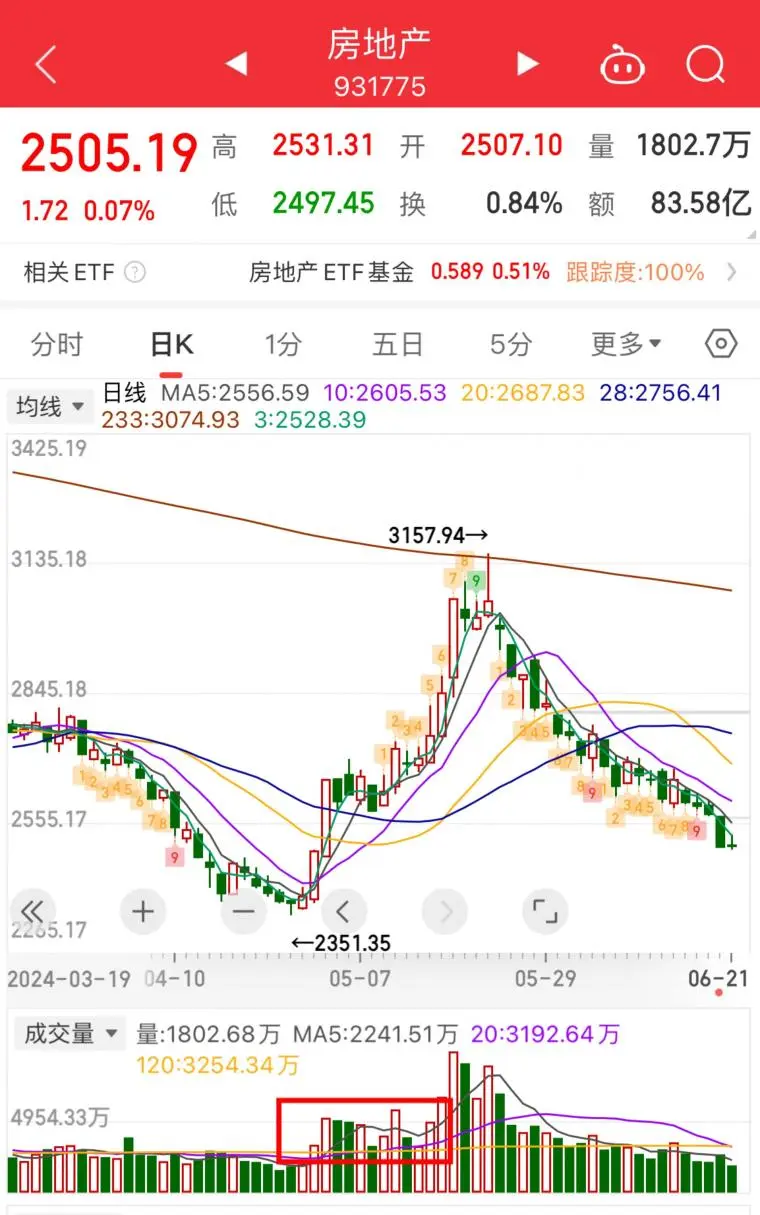 房地产
931775
2505.19 高 2531.31 开 2507.10 量 1802.7万
1.72 0.07% 低 2497.45 换 0.84% 额 83.58亿
相关ETF ? 房地产ETF基金 0.589 0.51% 跟踪度:100%
分时 日K 1分 五日 5分 更多
均线 日线 MA5:2556.59 10:2605.53 20:2687.83 28:2756.41
233:3074.93 3:2528.39
3425.19
3157.94→
3135.18
8
7 9
6
5
2845.18
2 3 4
1
1
2
3 4 5
6 7
8 9 1
2 3 4 5
6 7 8 9
1 2 3 4 5
6
7 8
9
2555.17
2265.17
←2351.35
2024-03-19 04-10 05-07 05-29 06-21
成交量 量:1802.68万 MA5:2241.51万 20:3192.64万
120:3254.34万
4954.33万